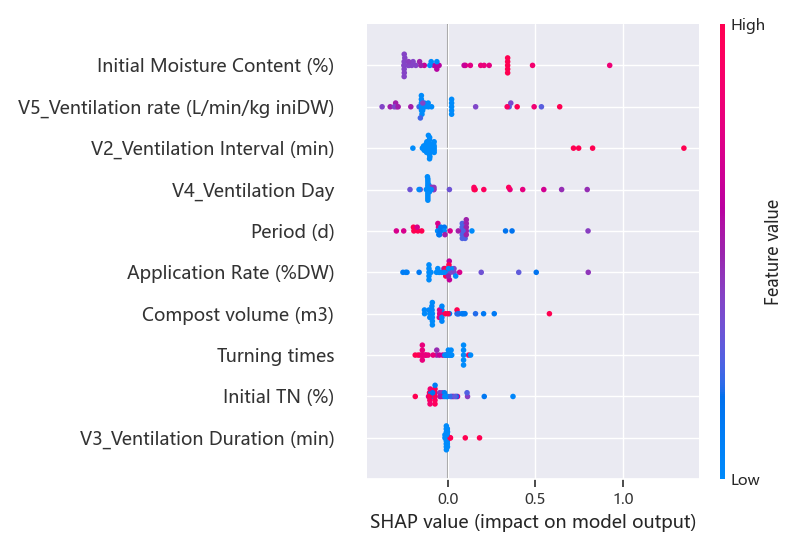 High
Initial Moisture Content (%)
V5_Ventilation rate (L/min/kg iniDW)
V2_Ventilation Interval (min)
V4_Ventilation Day
Period (d)
Application Rate (%DW)
Compost volume (m3)
Turning times
Initial TN (%)
V3_Ventilation Duration (min)
Feature value
Low
0.0 0.5 1.0
SHAP value (impact on model output)